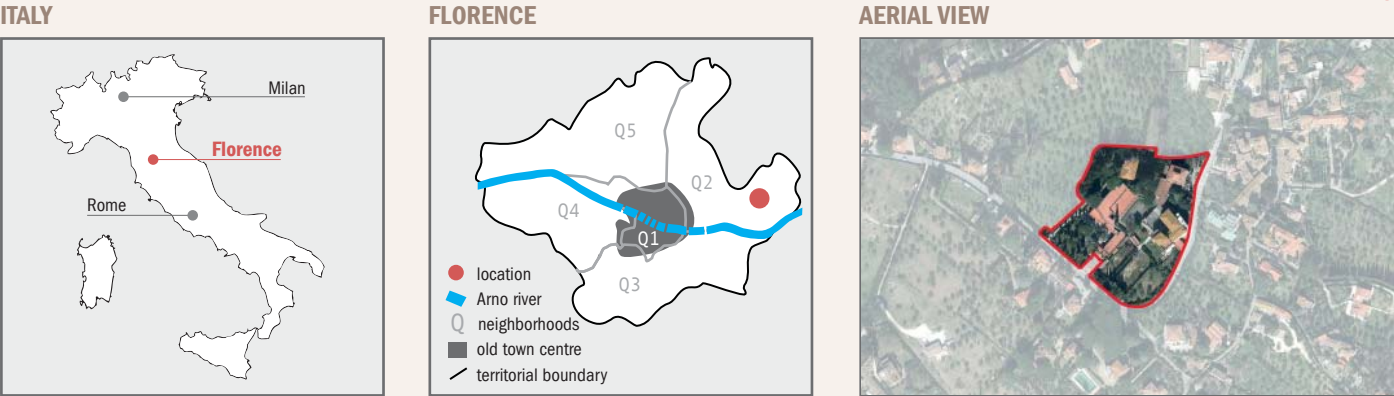 ITALY
Milan
Florence
Rome
FLORENCE
Q5
Q2
Q4
Q1
Q3
location
Arno river
Q neighborhoods
old town centre
territorial boundary
AERIAL VIEW